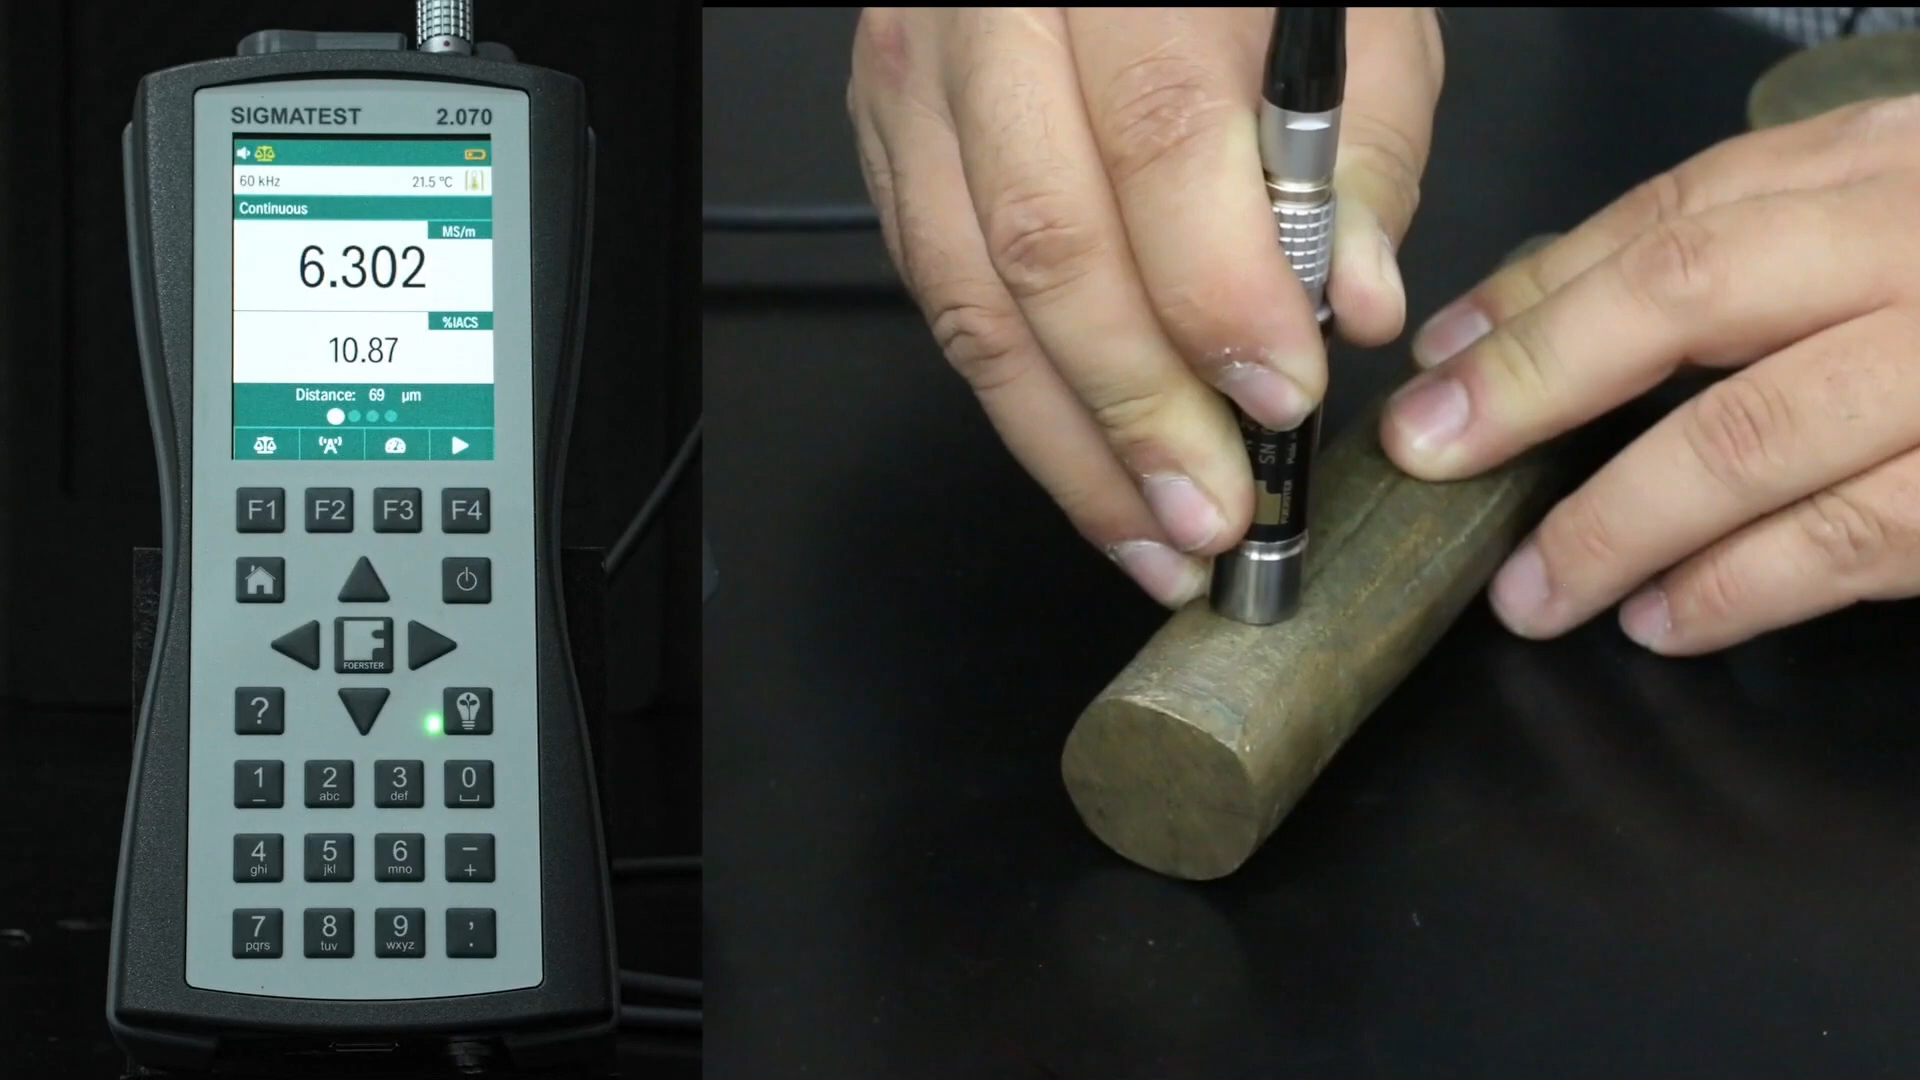 SIGMATEST 2.070
60 kHz 21.5 °C
Continuous
MS/m
6.302
%IACS
10.87
Distance: 69 µm
F1 F2 F3 F4
FOERSTER
?
1 2 3 0
_ abc def
4 5 6 −
ghi jkl mno +
7 8 9 ,
pqrs tuv wxyz .
SN
FOERSTER